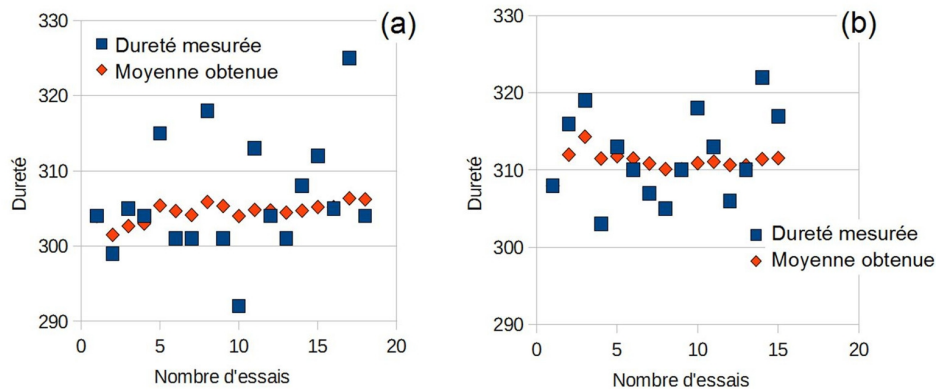 (a)
330
320
310
300
290
Dureté
Dureté mesurée
Moyenne obtenue
0
5
10
15
20
Nombre d'essais
(b)
330
320
310
300
290
Dureté
Dureté mesurée
Moyenne obtenue
0
5
10
15
20
Nombre d'essais